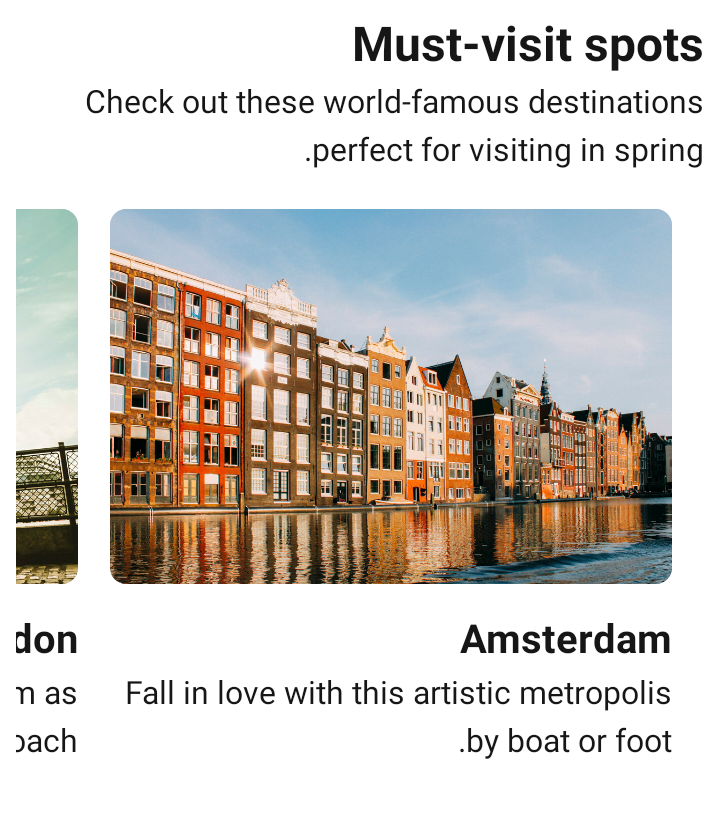 Must-visit spots
Check out these world-famous destinations
.perfect for visiting in spring
Amsterdam
Fall in love with this artistic metropolis
.by boat or foot
don
m as
oach